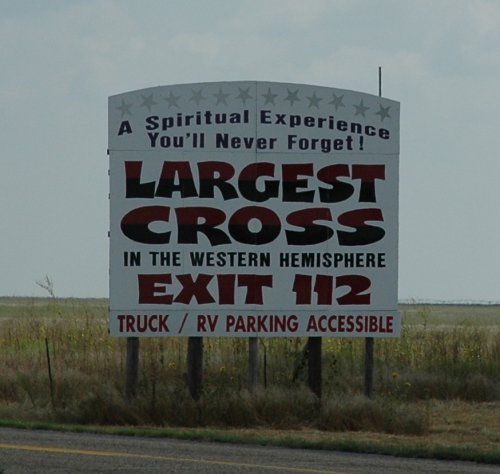 A Spiritual Experience
You'll Never Forget!
LARGEST
CROSS
IN THE WESTERN HEMISPHERE
EXIT 112
TRUCK / RV PARKING ACCESSIBLE